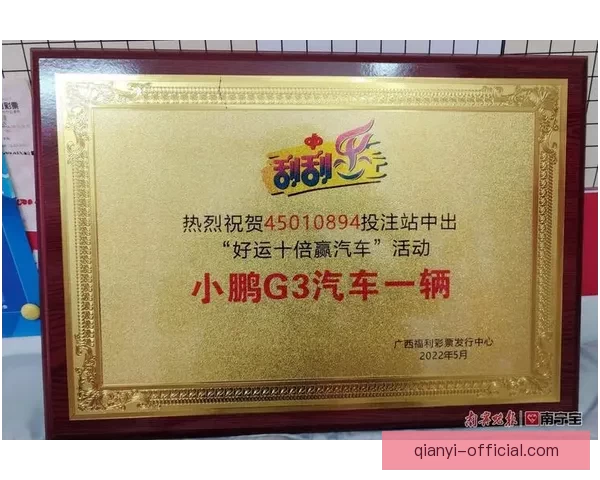 中
刮刮乐
热烈祝贺45010894投注站中出
“好运十倍赢汽车”活动
小鹏G3汽车一辆
广西福利彩票发行中心
2022年5月
南宁晚报 南宁宝
qianyi-official.com